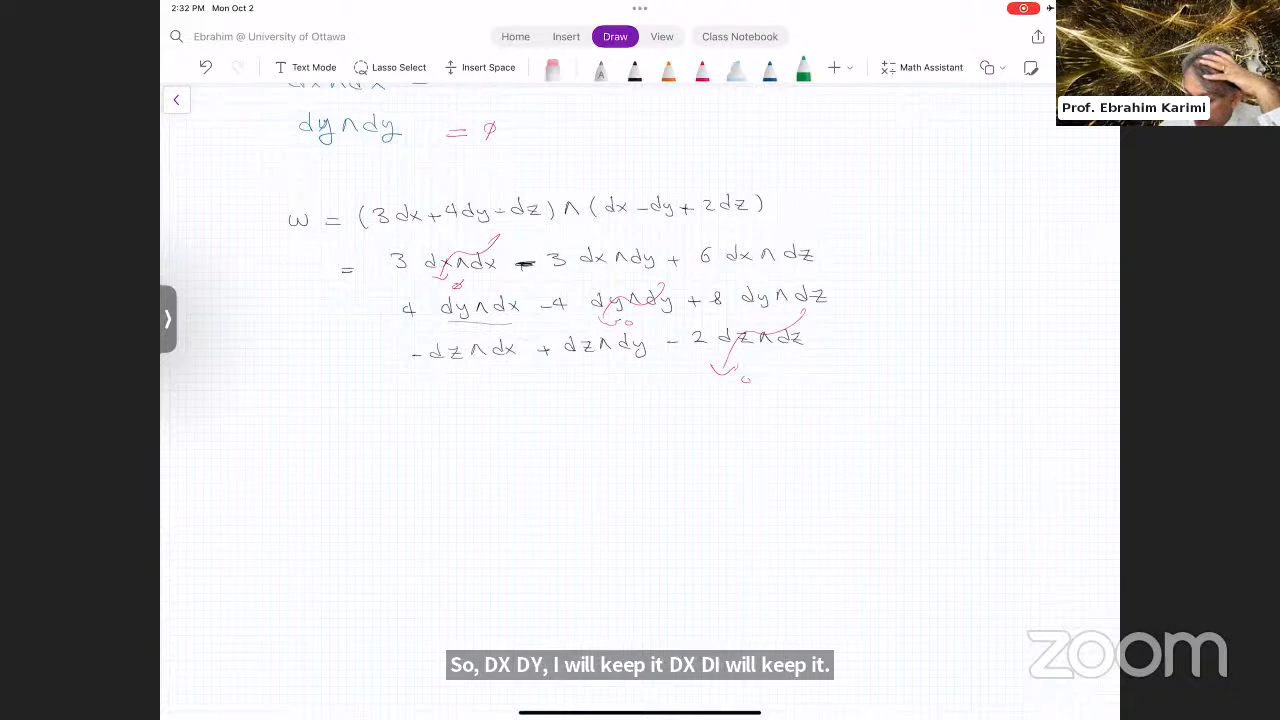 2:32 PM Mon Oct 2
Ebrahim @ University of Ottawa
Home Insert Draw View Class Notebook
Text Mode Lasso Select Insert Space Math Assistant
Prof. Ebrahim Karimi
dy∧dy = ∅
w = (3dx+4dy-dz)∧(dx-dy+2dz)
= 3 dx∧dx - 3 dx∧dy + 6 dx∧dz
∅
4 dy∧dx -4 dy∧dy + 8 dy∧dz
0
-dz∧dx + dz∧dy - 2 dz∧dz
0
So, DX DY, I will keep it DX DI will keep it.
zoom